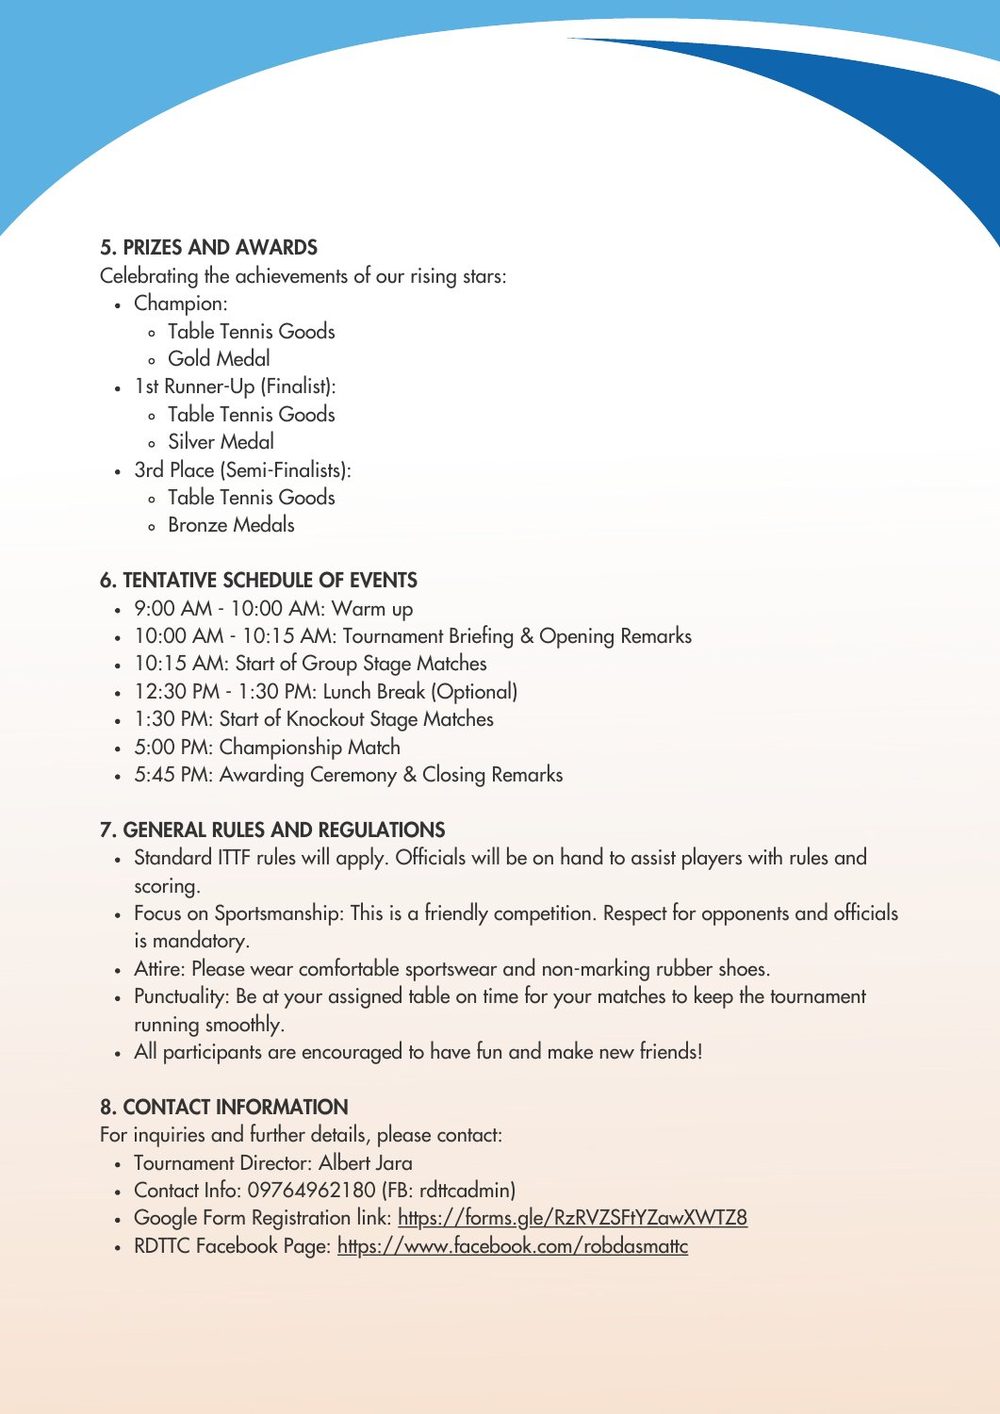 5. PRIZES AND AWARDS
Celebrating the achievements of our rising stars:
• Champion:
◦ Table Tennis Goods
◦ Gold Medal
• 1st Runner-Up (Finalist):
◦ Table Tennis Goods
◦ Silver Medal
• 3rd Place (Semi-Finalists):
◦ Table Tennis Goods
◦ Bronze Medals
6. TENTATIVE SCHEDULE OF EVENTS
• 9:00 AM - 10:00 AM: Warm up
• 10:00 AM - 10:15 AM: Tournament Briefing & Opening Remarks
• 10:15 AM: Start of Group Stage Matches
• 12:30 PM - 1:30 PM: Lunch Break (Optional)
• 1:30 PM: Start of Knockout Stage Matches
• 5:00 PM: Championship Match
• 5:45 PM: Awarding Ceremony & Closing Remarks
7. GENERAL RULES AND REGULATIONS
• Standard ITTF rules will apply. Officials will be on hand to assist players with rules and
scoring.
• Focus on Sportsmanship: This is a friendly competition. Respect for opponents and officials
is mandatory.
• Attire: Please wear comfortable sportswear and non-marking rubber shoes.
• Punctuality: Be at your assigned table on time for your matches to keep the tournament
running smoothly.
• All participants are encouraged to have fun and make new friends!
8. CONTACT INFORMATION
For inquiries and further details, please contact:
• Tournament Director: Albert Jara
• Contact Info: 09764962180 (FB: rdttcadmin)
• Google Form Registration link: https://forms.gle/RzRVZSFtYZawXWTZ8
• RDTTC Facebook Page: https://www.facebook.com/robdasmattc